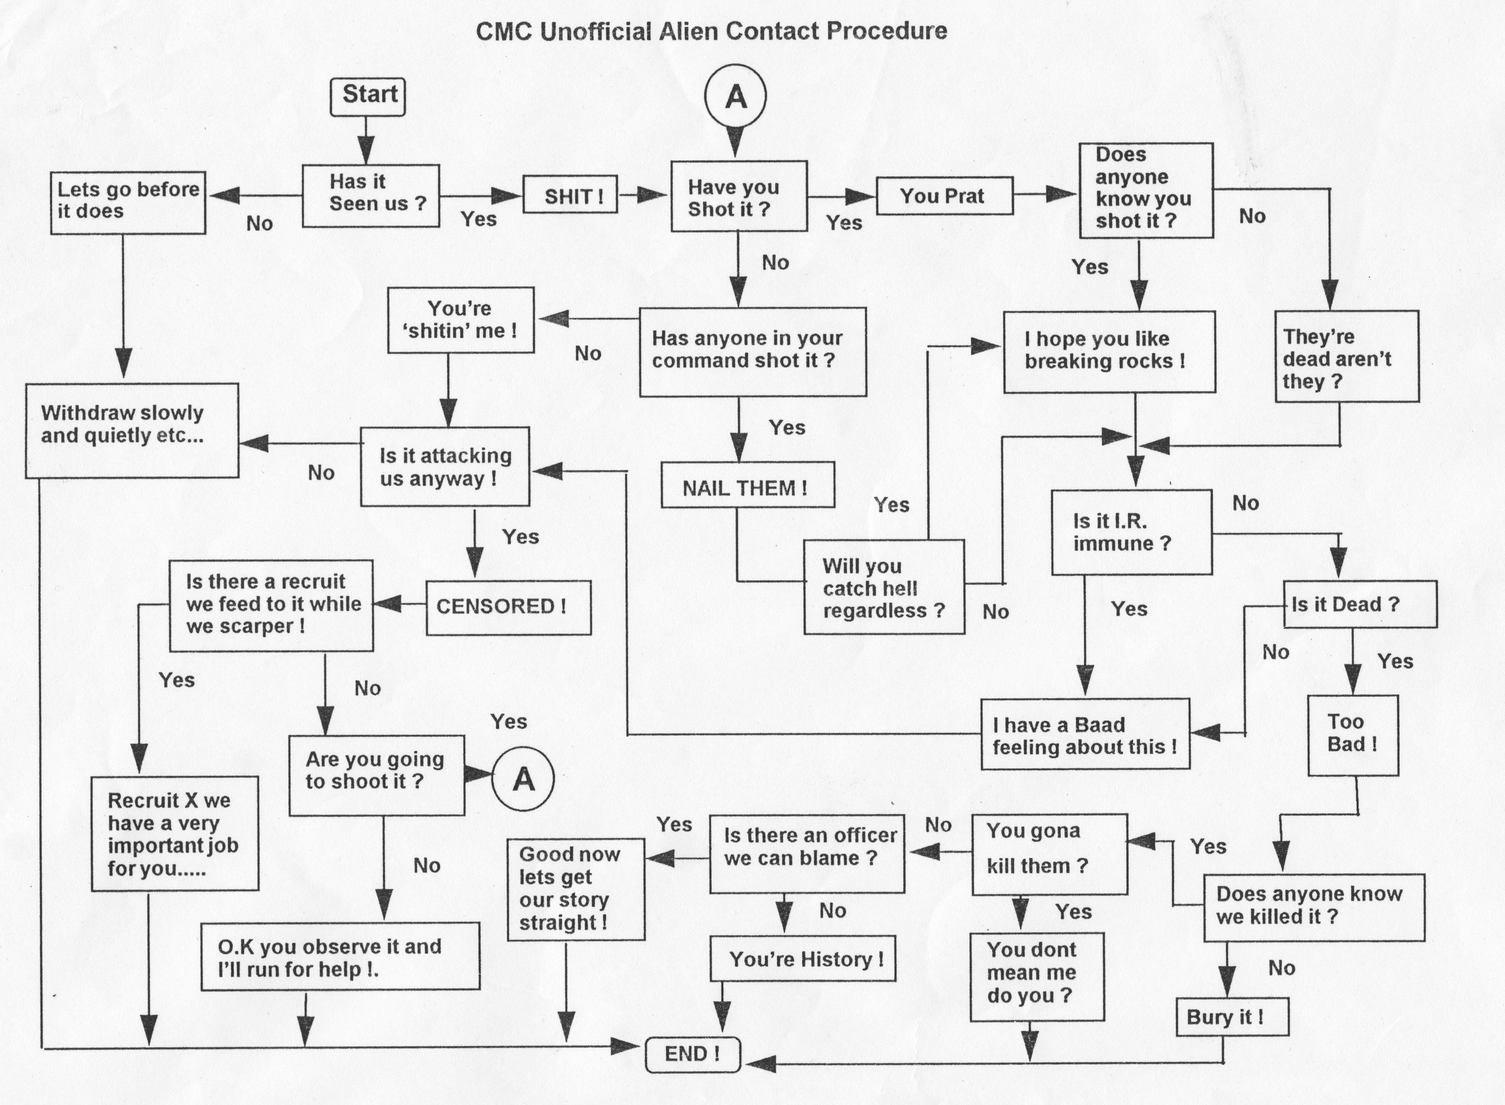 CMC Unofficial Alien Contact Procedure
Start
A
Has it
Seen us ?
No
Yes
Lets go before
it does
SHIT !
Have you
Shot it ?
Yes
No
You Prat
Does
anyone
know you
shot it ?
No
Yes
You're
'shitin' me !
No
Has anyone in your
command shot it ?
Yes
I hope you like
breaking rocks !
They're
dead aren't
they ?
Withdraw slowly
and quietly etc...
No
Is it attacking
us anyway !
Yes
NAIL THEM !
Yes
Will you
catch hell
regardless ?
No
Is it I.R.
immune ?
No
Yes
Is it Dead ?
No
Yes
Is there a recruit
we feed to it while
we scarper !
CENSORED !
Yes
No
Yes
Are you going
to shoot it ?
A
No
I have a Baad
feeling about this !
Too
Bad !
Recruit X we
have a very
important job
for you.....
O.K you observe it and
I'll run for help !.
Good now
lets get
our story
straight !
Yes
Is there an officer
we can blame ?
No
No
You gona
kill them ?
Yes
Yes
Does anyone know
we killed it ?
No
You're History !
You dont
mean me
do you ?
Bury it !
END !